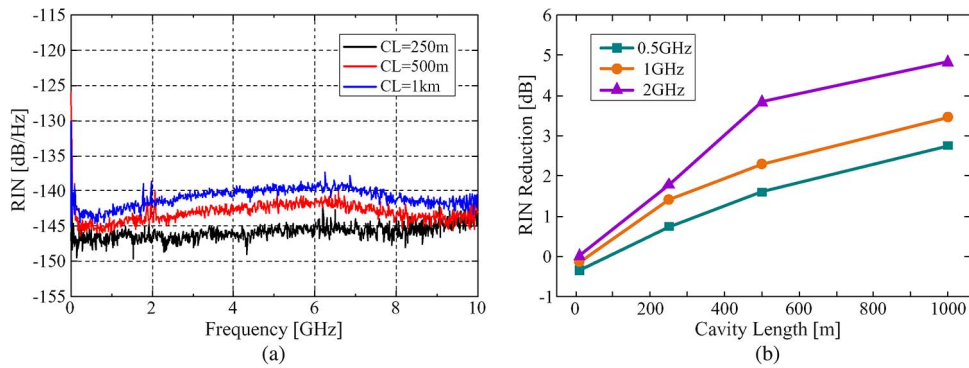 (a)
-115
-120
-125
-130
-135
-140
-145
-150
-155
RIN [dB/Hz]
CL=250m
CL=500m
CL=1km
0
2
4
6
8
10
Frequency [GHz]
(a)
(b)
6
5
4
3
2
1
0
-1
RIN Reduction [dB]
0.5GHz
1GHz
2GHz
0
200
400
600
800
1000
Cavity Length [m]
(b)